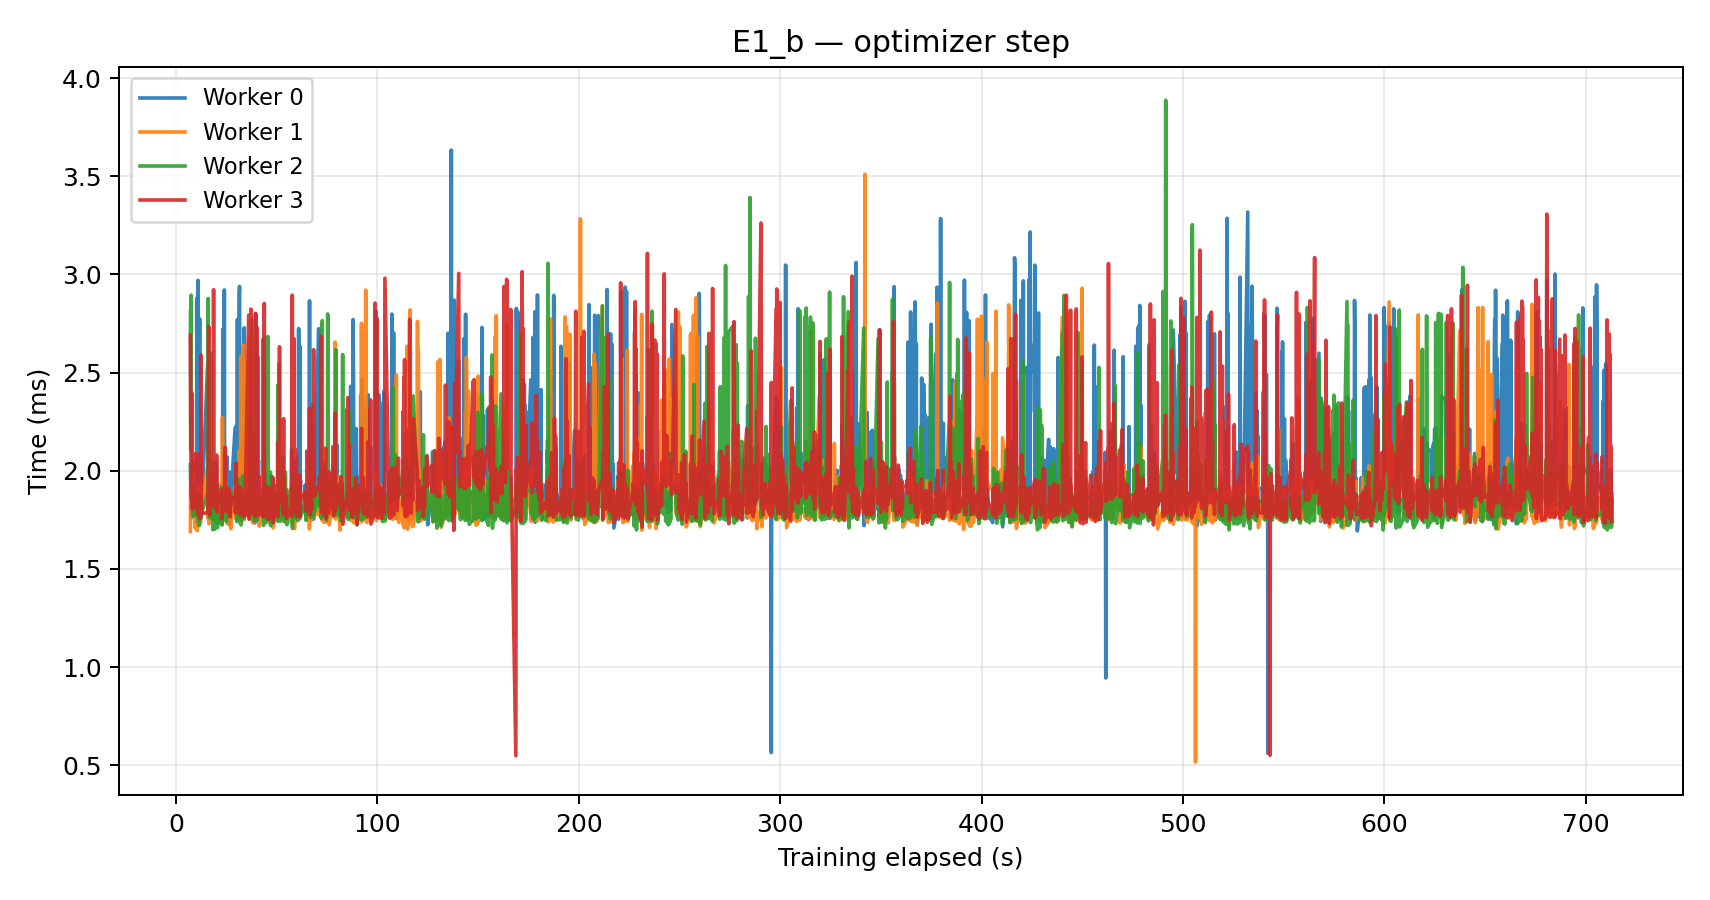 E1_b — optimizer step
Worker 0
Worker 1
Worker 2
Worker 3
Time (ms)
4.0
3.5
3.0
2.5
2.0
1.5
1.0
0.5
0 100 200 300 400 500 600 700
Training elapsed (s)